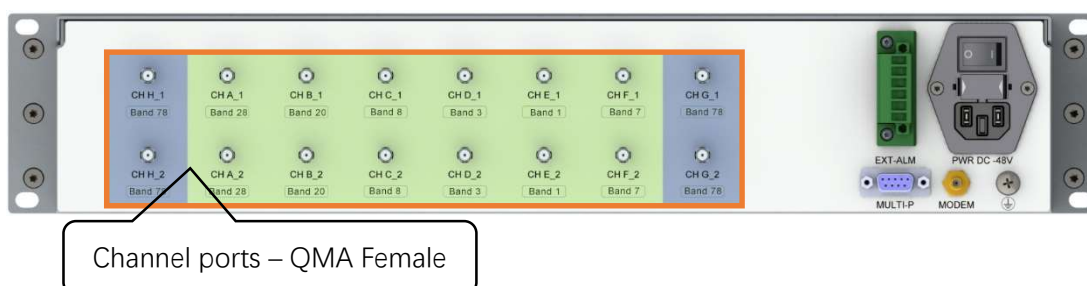 CH H_1 CH A_1 CH B_1 CH C_1 CH D_1 CH E_1 CH F_1 CH G_1
Band 78 Band 28 Band 20 Band 8 Band 3 Band 1 Band 7 Band 78
CH H_2 CH A_2 CH B_2 CH C_2 CH D_2 CH E_2 CH F_2 CH G_2
Band 78 Band 28 Band 20 Band 8 Band 3 Band 1 Band 7 Band 78
EXT-ALM PWR DC -48V
MULTI-P MODEM
Channel ports – QMA Female